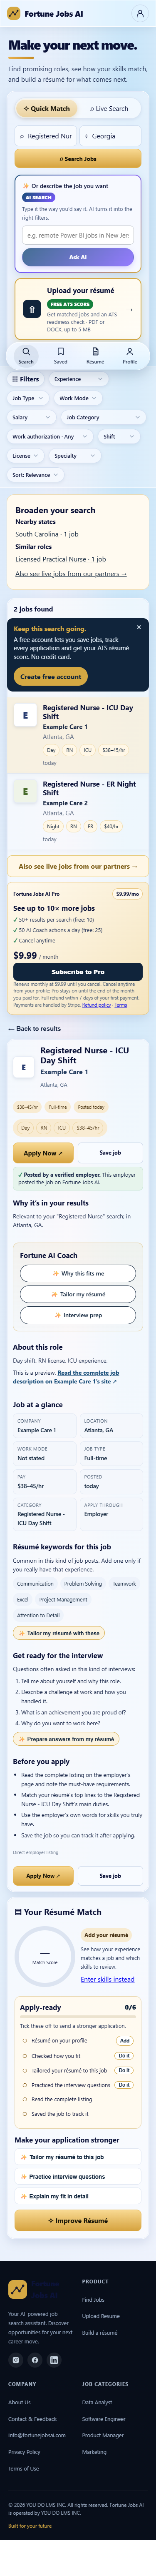 Fortune Jobs AI
Make your next move.
Find promising roles, see how your skills match, and build a résumé for what comes next.
✧ Quick Match
Live Search
Registered Nur
Georgia
Search Jobs
Or describe the job you want
AI SEARCH
Type it the way you'd say it. AI turns it into the right filters.
e.g. remote Power BI jobs in New Jers
Ask AI
Upload your résumé
FREE ATS SCORE
Get matched jobs and an ATS readiness check · PDF or DOCX, up to 5 MB
→
Search
Saved
Résumé
Profile
Filters
Experience
Job Type
Work Mode
Salary
Job Category
Work authorization · Any
Shift
License
Specialty
Sort: Relevance
Broaden your search
Nearby states
South Carolina · 1 job
Similar roles
Licensed Practical Nurse · 1 job
Also see live jobs from our partners →
2 jobs found
Keep this search going.
✕
A free account lets you save jobs, track every application and get your ATS résumé score. No credit card.
Create free account
E
Registered Nurse - ICU Day Shift
Example Care 1
Atlanta, GA
Day
RN
ICU
$38–45/hr
today
E
Registered Nurse - ER Night Shift
Example Care 2
Atlanta, GA
Night
RN
ER
$40/hr
today
Also see live jobs from our partners →
Fortune Jobs AI Pro
$9.99/mo
See up to 10× more jobs
✓ 50+ results per search (free: 10)
✓ 50 AI Coach actions a day (free: 25)
✓ Cancel anytime
$9.99 / month
Subscribe to Pro
Renews monthly at $9.99 until you cancel. Cancel anytime from your profile; Pro stays on until the end of the month you paid for. Full refund within 7 days of your first payment. Payments are handled by Stripe. Refund policy · Terms
← Back to results
E
Registered Nurse - ICU Day Shift
Example Care 1
Atlanta, GA
$38–45/hr
Full-time
Posted today
Day
RN
ICU
$38–45/hr
Apply Now ↗
Save job
✓ Posted by a verified employer. This employer posted the job on Fortune Jobs AI.
Why it's in your results
Relevant to your "Registered Nurse" search in Atlanta, GA.
Fortune AI Coach
Why this fits me
Tailor my résumé
Interview prep
About this role
Day shift. RN license. ICU experience.
This is a preview. Read the complete job description on Example Care 1's site ↗
Job at a glance
COMPANY
Example Care 1
LOCATION
Atlanta, GA
WORK MODE
Not stated
JOB TYPE
Full-time
PAY
$38–45/hr
POSTED
today
CATEGORY
Registered Nurse - ICU Day Shift
APPLY THROUGH
Employer
Résumé keywords for this job
Common in this kind of job posts. Add one only if you really have that experience.
Communication
Problem Solving
Teamwork
Excel
Project Management
Attention to Detail
Tailor my résumé with these
Get ready for the interview
Questions often asked in this kind of interviews:
1. Tell me about yourself and why this role.
2. Describe a challenge at work and how you handled it.
3. What is an achievement you are proud of?
4. Why do you want to work here?
Prepare answers from my résumé
Before you apply
• Read the complete listing on the employer's site and note the must-have requirements.
• Match your résumé's top lines to the Registered Nurse - ICU Day Shift's main duties.
• Use the employer's own words for skills you truly have.
• Save the job so you can track it after applying.
Direct employer listing
Apply Now ↗
Save job
Your Résumé Match
—
Match Score
Add your résumé
See how your experience matches a job and which skills to review.
Enter skills instead
Apply-ready
0/6
Tick these off to send a stronger application.
Résumé on your profile
Add
Checked how you fit
Do it
Tailored your résumé to this job
Do it
Practiced the interview questions
Do it
Read the complete listing
Saved the job to track it
Make your application stronger
Tailor my résumé to this job
Practice interview questions
Explain my fit in detail
✧ Improve Résumé
Your AI-powered job search assistant. Discover opportunities for your next career move.
PRODUCT
Find Jobs
Upload Resume
Build a résumé
COMPANY
About Us
Contact & Feedback
info@fortunejobsai.com
Privacy Policy
Terms of Use
JOB CATEGORIES
Data Analyst
Software Engineer
Product Manager
Marketing
© 2026 YU DO LMS INC. All rights reserved. Fortune Jobs AI is operated by YU DO LMS INC.
Built for your future